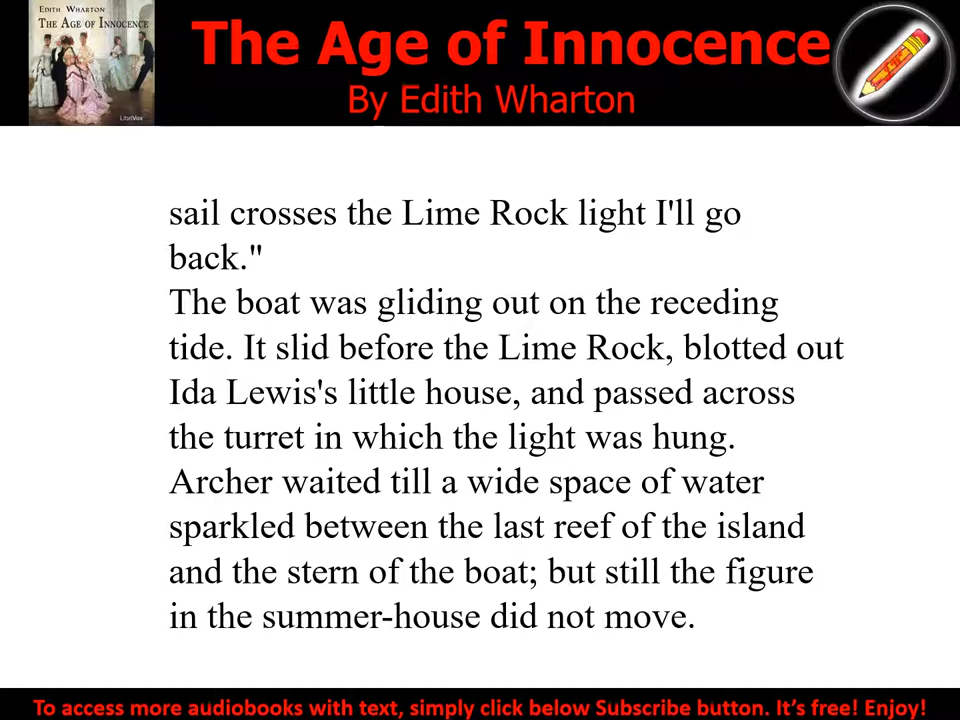 EDITH WHARTON
THE AGE OF INNOCENCE
LibriVox
The Age of Innocence
By Edith Wharton
sail crosses the Lime Rock light I'll go
back."
The boat was gliding out on the receding
tide. It slid before the Lime Rock, blotted out
Ida Lewis's little house, and passed across
the turret in which the light was hung.
Archer waited till a wide space of water
sparkled between the last reef of the island
and the stern of the boat; but still the figure
in the summer-house did not move.
To access more audiobooks with text, simply click below Subscribe button. It's free! Enjoy!